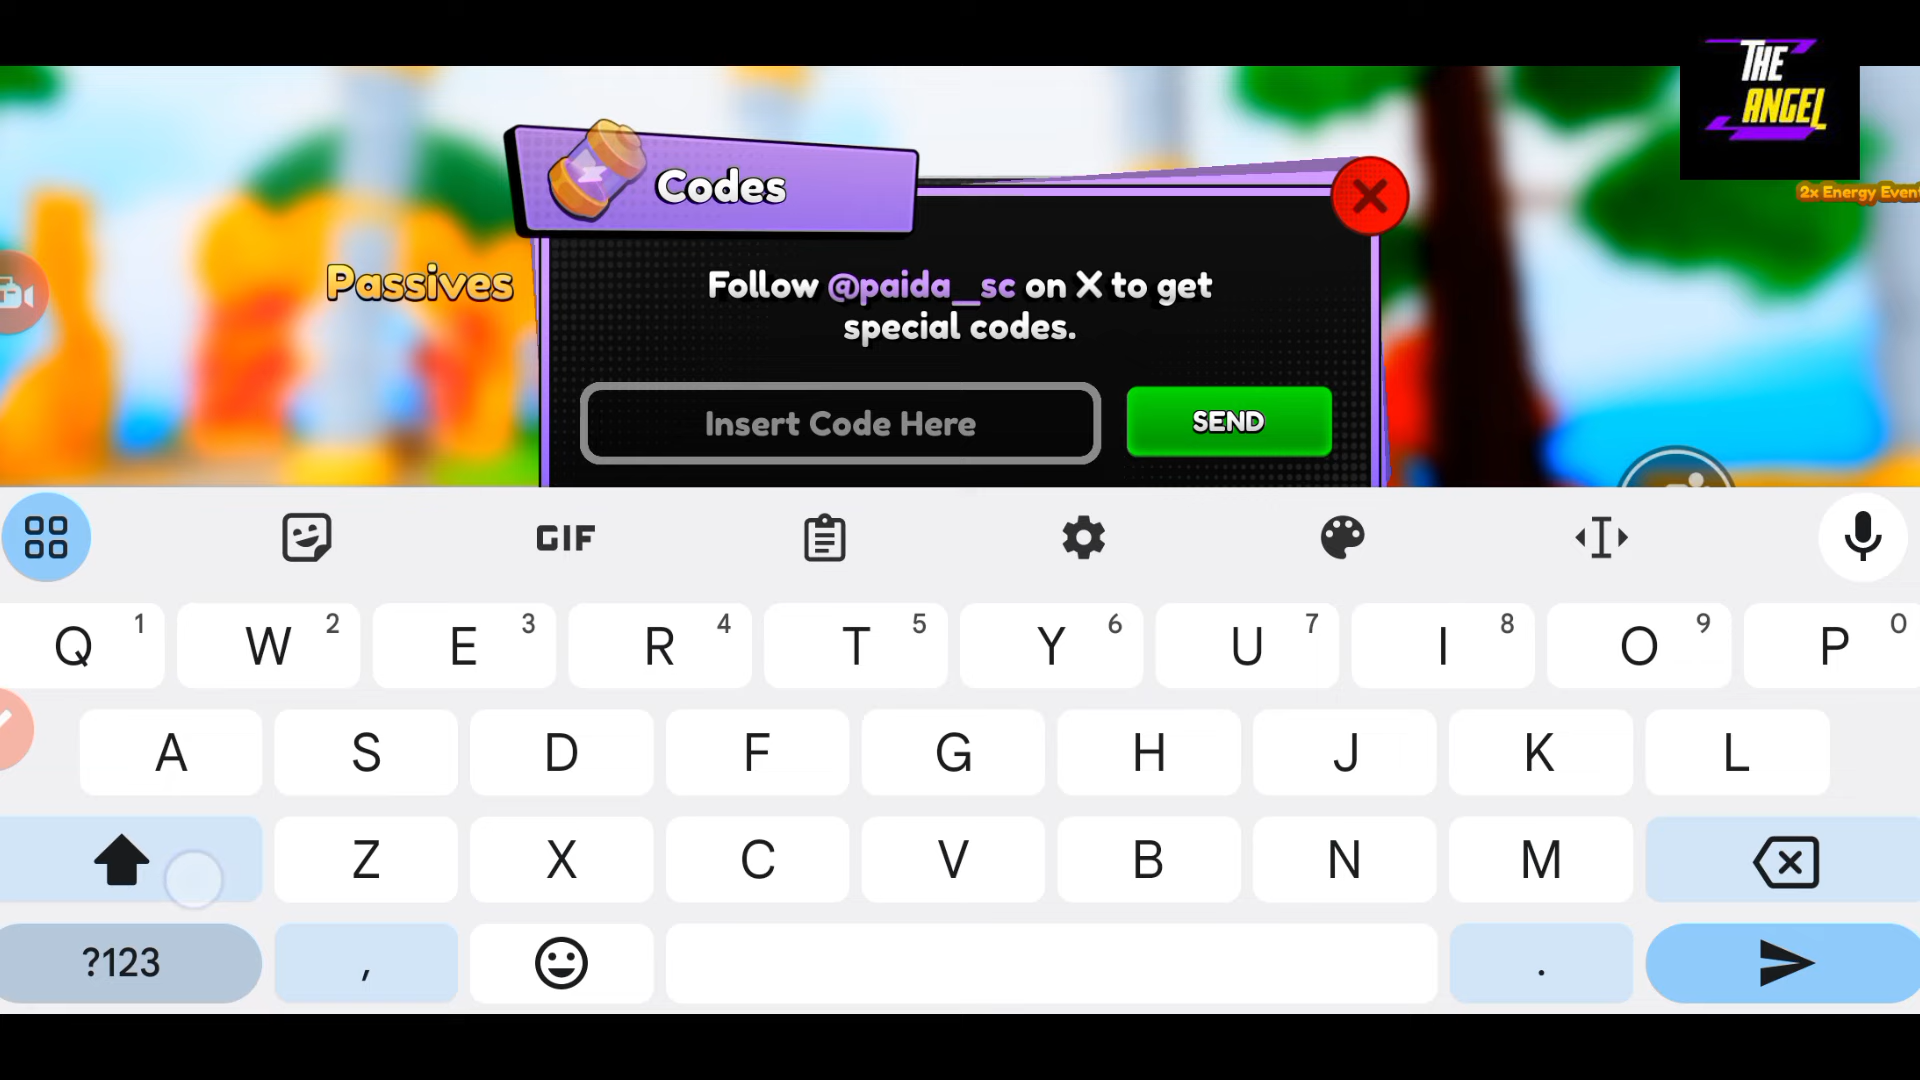 THE
ANGEL
Codes
2x Energy Event
Passives
Follow @paida_sc on X to get
special codes.
Insert Code Here
SEND
GIF
Q 1 W 2 E 3 R 4 T 5 Y 6 U 7 I 8 O 9 P 0
A S D F G H J K L
Z X C V B N M
?123 , .